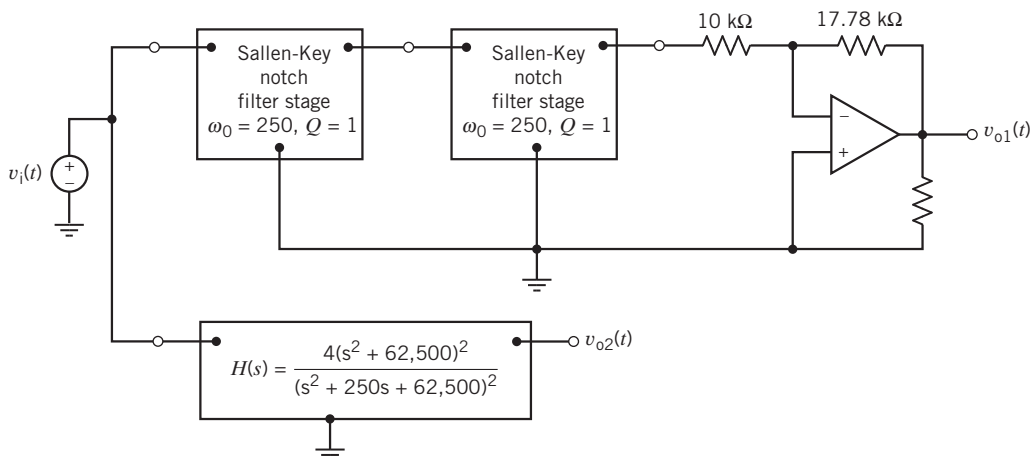 10 kΩ
17.78 kΩ
Sallen-Key
notch
filter stage
ω0 = 250, Q = 1
Sallen-Key
notch
filter stage
ω0 = 250, Q = 1
−
+
vo1(t)
vi(t)
+
−
H(s) = 4(s² + 62,500)² / (s² + 250s + 62,500)²
vo2(t)